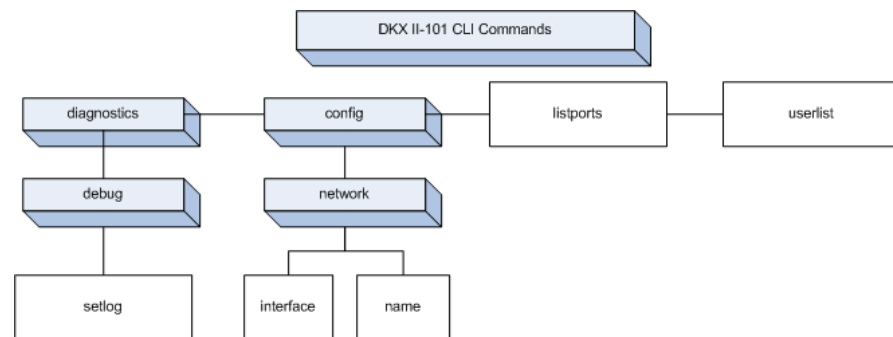 DKX II-101 CLI Commands
diagnostics
config
listports
userlist
debug
network
setlog
interface
name